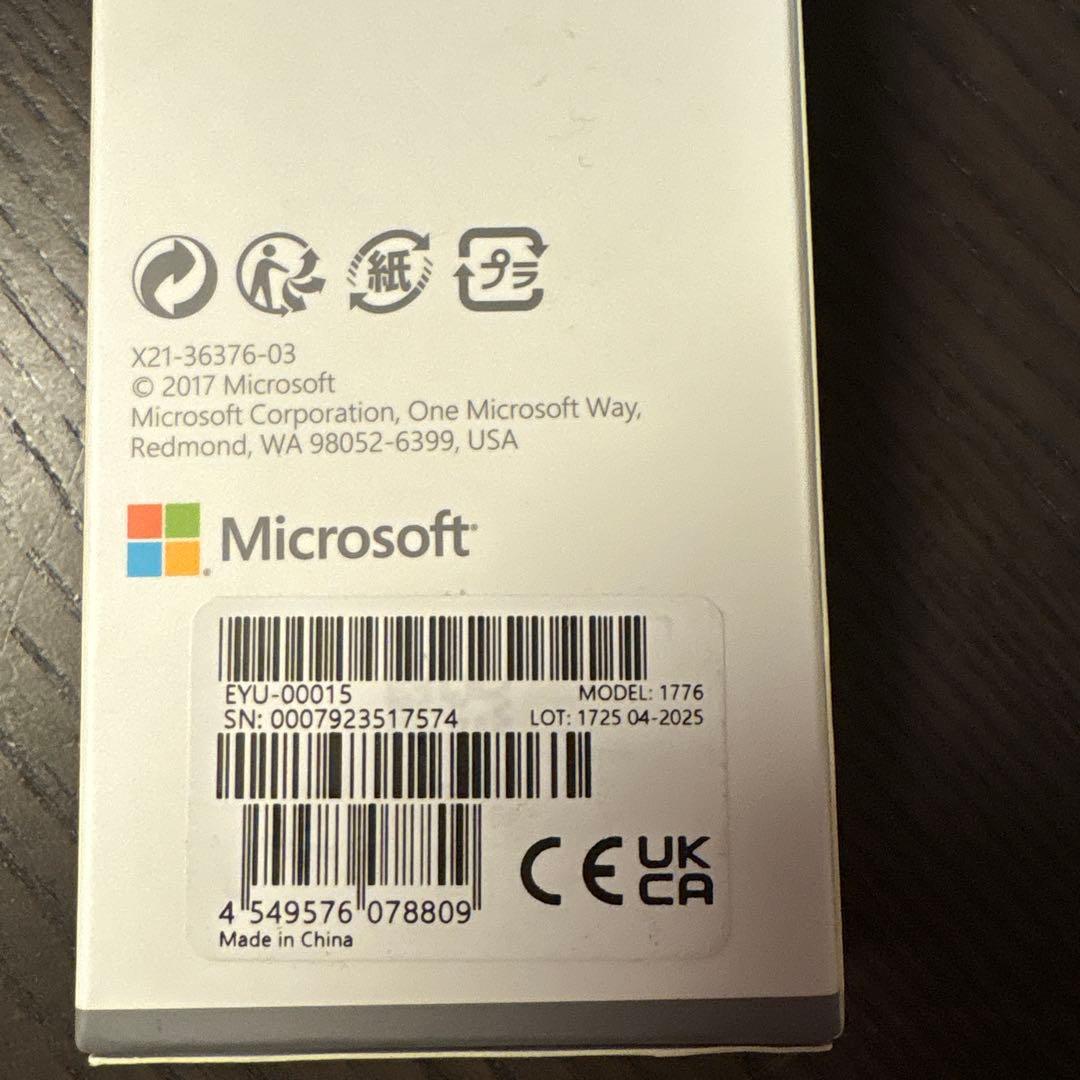 紙
プラ
X21-36376-03
© 2017 Microsoft
Microsoft Corporation, One Microsoft Way,
Redmond, WA 98052-6399, USA
Microsoft
EYU-00015
MODEL: 1776
SN: 0007923517574
LOT: 1725 04-2025
4 549576 078809
CE
UK
CA
Made in China